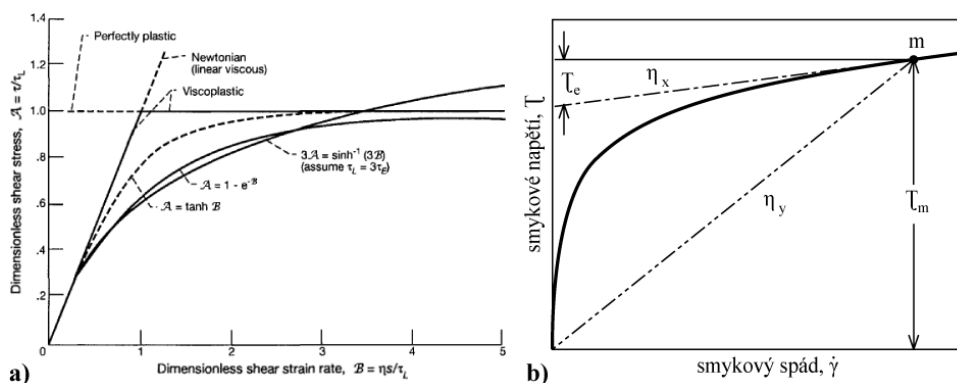 Dimensionless shear stress, 𝒜 = τ/τL
1.4
1.2
1.0
.8
.6
.4
.2
0
Perfectly plastic
Newtonian
(linear viscous)
Viscoplastic
3𝒜 = sinh⁻¹ (3ℬ)
(assume τL = 3τE)
𝒜 = 1 - e⁻ℬ
𝒜 = tanh ℬ
1
2
3
4
5
Dimensionless shear strain rate, ℬ = ηs/τL
a)
smykové napětí, τ
τe
ηx
m
ηy
τm
smykový spád, γ̇
b)